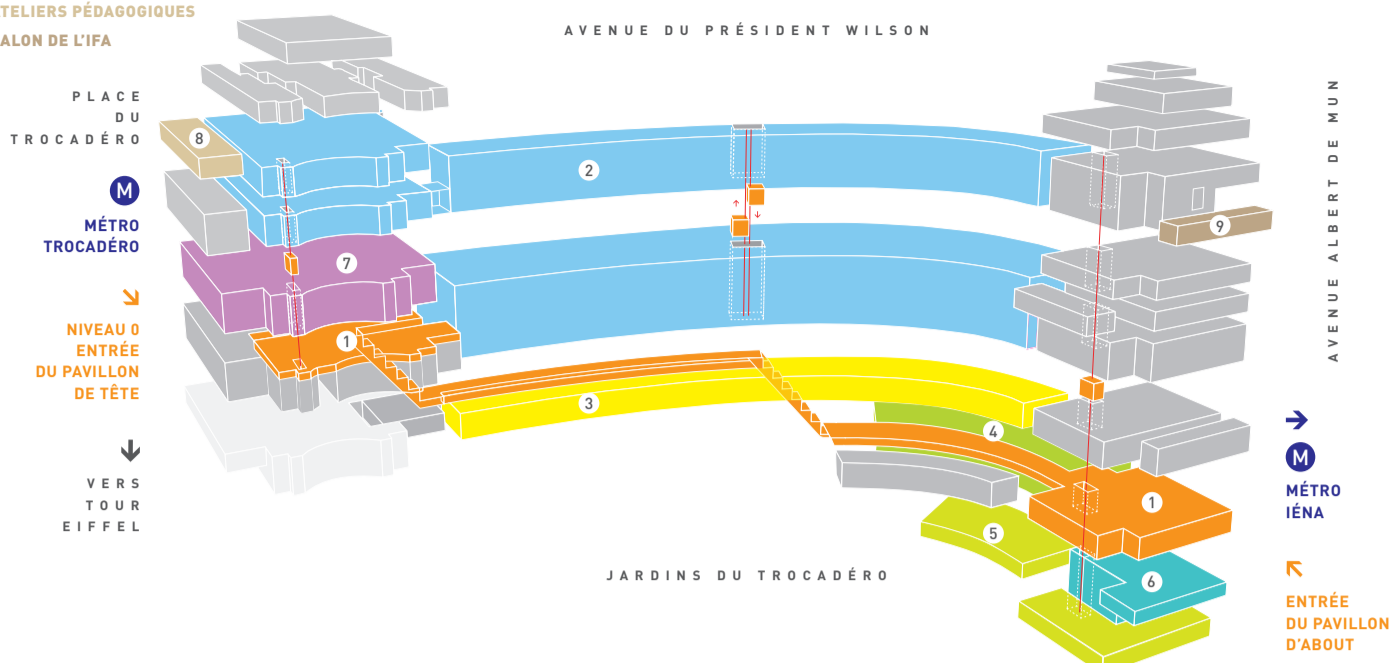 TELIERS PÉDAGOGIQUES
ALON DE L'IFA
AVENUE DU PRÉSIDENT WILSON
PLACE
DU
TROCADÉRO
M
MÉTRO
TROCADÉRO
NIVEAU 0
ENTRÉE
DU PAVILLON
DE TÊTE
VERS
TOUR
EIFFEL
8
2
7
1
3
4
5
9
1
6
JARDINS DU TROCADÉRO
AVENUE ALBERT DE MUN
M
MÉTRO
IÉNA
ENTRÉE
DU PAVILLON
D'ABOUT